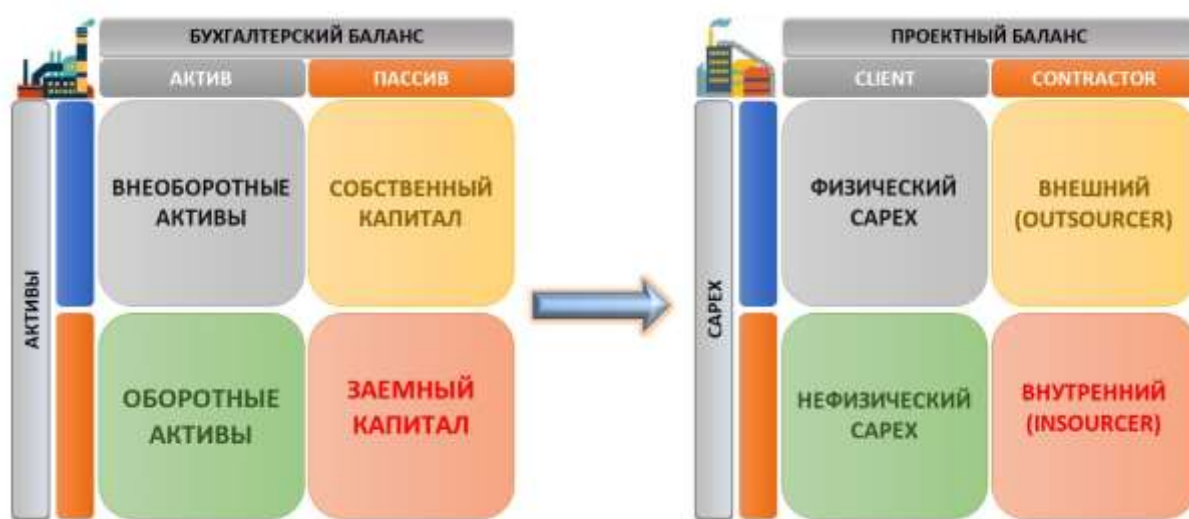 БУХГАЛТЕРСКИЙ БАЛАНС
АКТИВ
ПАССИВ
АКТИВЫ
ВНЕОБОРОТНЫЕ
АКТИВЫ
СОБСТВЕННЫЙ
КАПИТАЛ
ОБОРОТНЫЕ
АКТИВЫ
ЗАЕМНЫЙ
КАПИТАЛ
ПРОЕКТНЫЙ БАЛАНС
CLIENT
CONTRACTOR
CAPEX
ФИЗИЧЕСКИЙ
CAPEX
ВНЕШНИЙ
(OUTSOURCER)
НЕФИЗИЧЕСКИЙ
CAPEX
ВНУТРЕННИЙ
(INSOURCER)